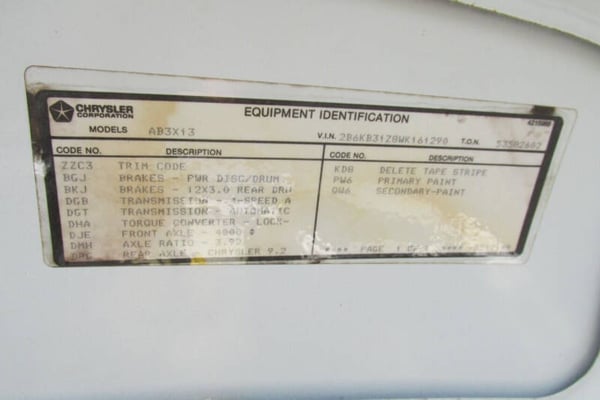 CHRYSLER CORPORATION
EQUIPMENT IDENTIFICATION
MODELS AB3X13 V.I.N. 2B6KB31Z8WK161290 T.O.N. 53502602
CODE NO. DESCRIPTION
ZZC3 TRIM CODE
BGJ BRAKES - PWR DISC/DRUM
BKJ BRAKES - 12X3.0 REAR DRM
DGB TRANSMISSION 4-SPEED A
DGT TRANSMISSION - AUTOMATIC
DHA TORQUE CONVERTER - LOCK-
DJE FRONT AXLE - 4000 #
DMH AXLE RATIO - 3.92
REAR AXLE - CHRYSLER 9.2
CODE NO. DESCRIPTION
KDB DELETE TAPE STRIPE
PW6 PRIMARY PAINT
QW6 SECONDARY-PAINT
PAGE 1